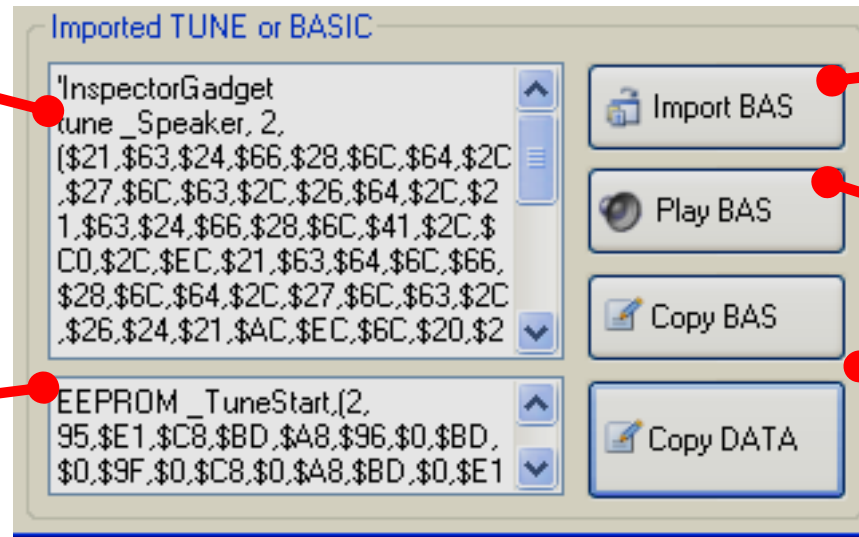 Imported TUNE or BASIC
'InspectorGadget
tune _Speaker, 2,
($21,$63,$24,$66,$28,$6C,$64,$2C
,$27,$6C,$63,$2C,$26,$64,$2C,$2
1,$63,$24,$66,$28,$6C,$41,$2C,$
C0,$2C,$EC,$21,$63,$64,$6C,$66,
$28,$6C,$64,$2C,$27,$6C,$63,$2C
,$26,$24,$21,$AC,$EC,$6C,$20,$2
EEPROM _TuneStart,(2,
95,$E1,$C8,$BD,$A8,$96,$0,$BD,
$0,$9F,$0,$C8,$0,$A8,$BD,$0,$E1
Import BAS
Play BAS
Copy BAS
Copy DATA